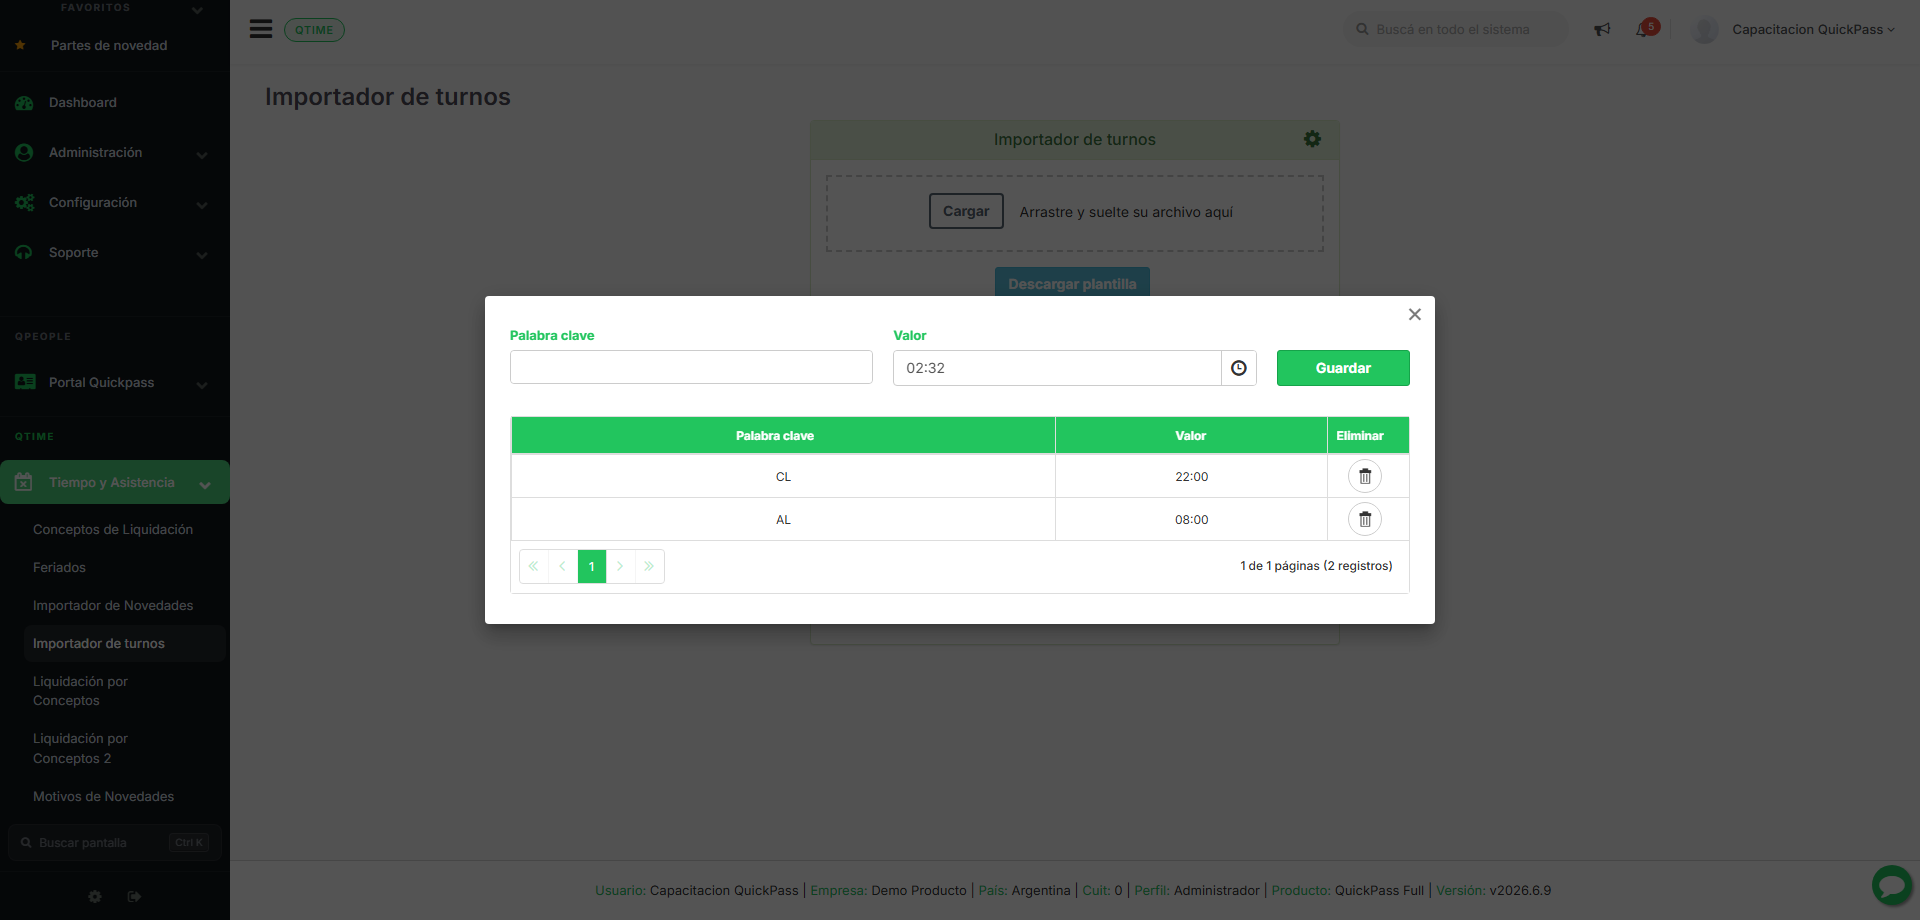 FAVORITOS
Partes de novedad
Dashboard
Administración
Configuración
Soporte
QPEOPLE
Portal Quickpass
QTIME
Tiempo y Asistencia
Conceptos de Liquidación
Feriados
Importador de Novedades
Importador de turnos
Liquidación por
Conceptos
Liquidación por
Conceptos 2
Motivos de Novedades
Buscar pantalla Ctrl K
QTIME
Buscá en todo el sistema
5
Capacitacion QuickPass
Importador de turnos
Importador de turnos
Cargar Arrastre y suelte su archivo aquí
Descargar plantilla
Palabra clave Valor
02:32 Guardar
Palabra clave Valor Eliminar
CL 22:00
AL 08:00
« ‹ 1 › » 1 de 1 páginas (2 registros)
Usuario: Capacitacion QuickPass | Empresa: Demo Producto | Pais: Argentina | Cuit: 0 | Perfil: Administrador | Producto: QuickPass Full | Versión: v2026.6.9